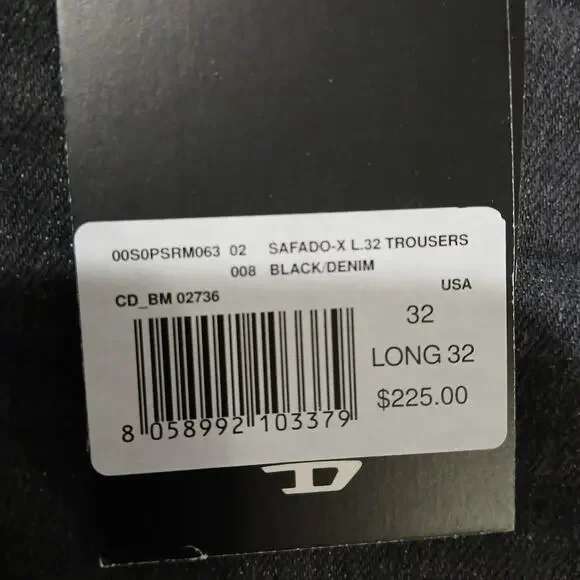 00S0PSRM063 02 SAFADO-X L.32 TROUSERS
008 BLACK/DENIM
CD_BM 02736
USA
32
LONG 32
$225.00
8 058992 103379